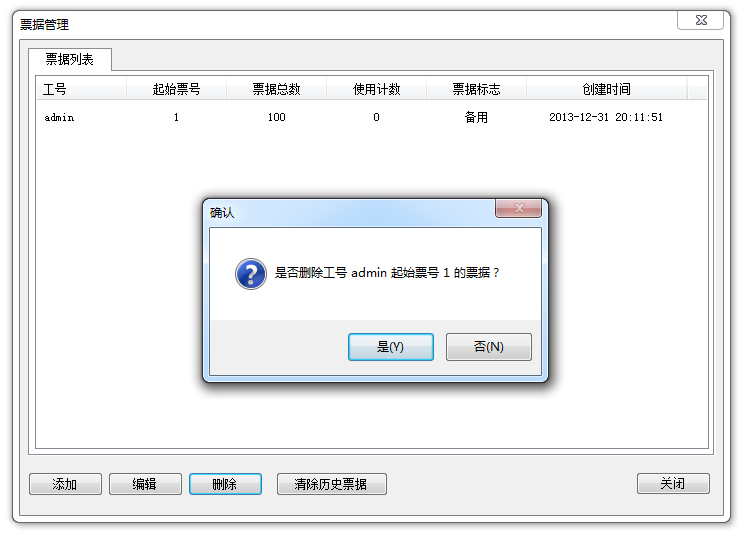 票据管理
票据列表
工号 起始票号 票据总数 使用计数 票据标志 创建时间
admin 1 100 0 备用 2013-12-31 20:11:51
确认
是否删除工号 admin 起始票号 1 的票据？
是(Y) 否(N)
添加 编辑 删除 清除历史票据 关闭